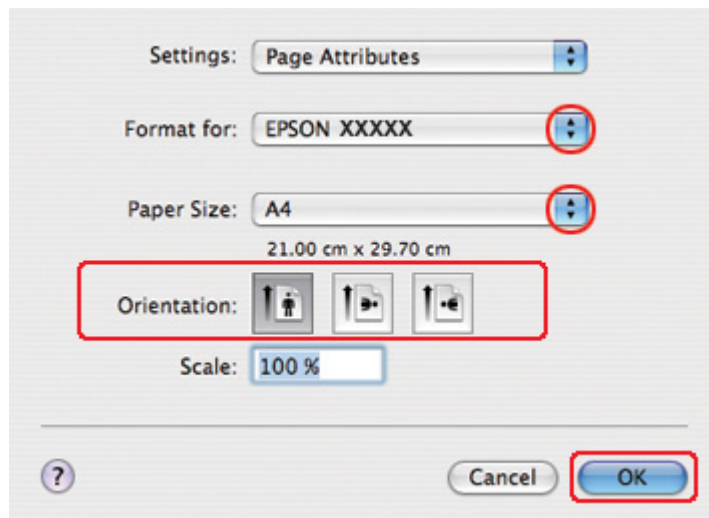 Settings: Page Attributes
Format for: EPSON XXXXX
Paper Size: A4
21.00 cm x 29.70 cm
Orientation:
Scale: 100 %
? Cancel OK